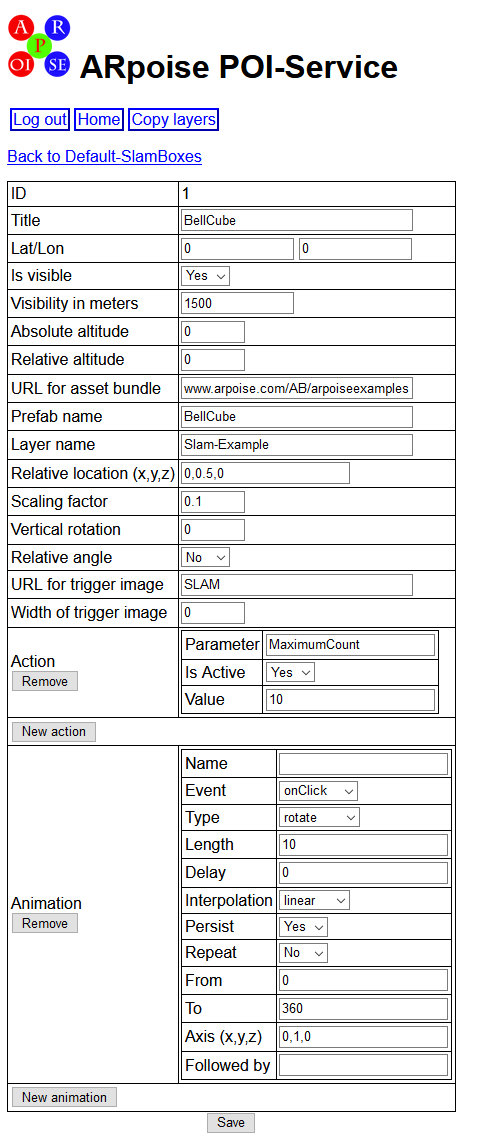 A R
P
OI SE
ARpoise POI-Service
Log out Home Copy layers
Back to Default-SlamBoxes
ID 1
Title BellCube
Lat/Lon 0 0
Is visible Yes
Visibility in meters 1500
Absolute altitude 0
Relative altitude 0
URL for asset bundle www.arpoise.com/AB/arpoiseexamples
Prefab name BellCube
Layer name Slam-Example
Relative location (x,y,z) 0,0.5,0
Scaling factor 0.1
Vertical rotation 0
Relative angle No
URL for trigger image SLAM
Width of trigger image 0
Action
Remove
Parameter MaximumCount
Is Active Yes
Value 10
New action
Animation
Remove
Name
Event onClick
Type rotate
Length 10
Delay 0
Interpolation linear
Persist Yes
Repeat No
From 0
To 360
Axis (x,y,z) 0,1,0
Followed by
New animation
Save